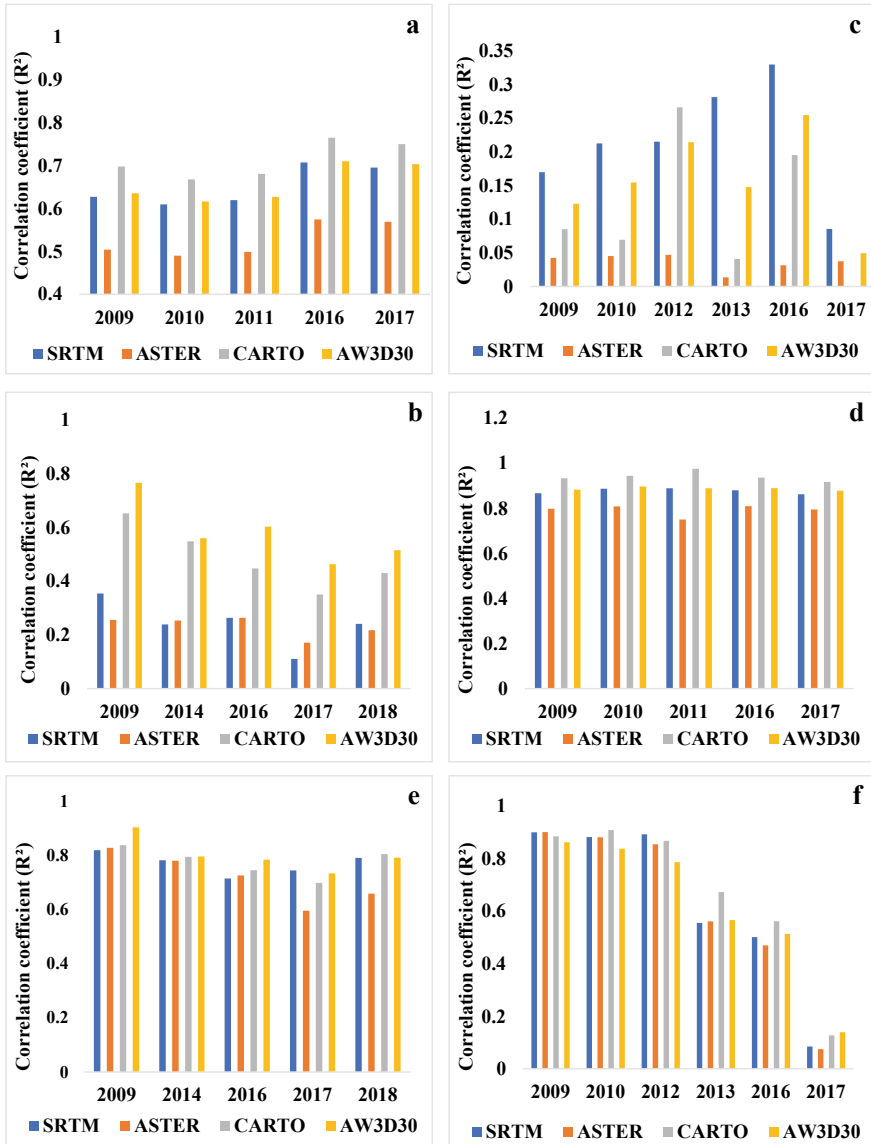 a
Correlation coefficient (R²)
1
0.9
0.8
0.7
0.6
0.5
0.4
2009 2010 2011 2016 2017
SRTM ASTER CARTO AW3D30
c
Correlation coefficient (R²)
0.35
0.3
0.25
0.2
0.15
0.1
0.05
0
2009 2010 2012 2013 2016 2017
SRTM ASTER CARTO AW3D30
b
Correlation coefficient (R²)
1
0.8
0.6
0.4
0.2
0
2009 2014 2016 2017 2018
SRTM ASTER CARTO AW3D30
d
Correlation coefficient (R²)
1.2
1
0.8
0.6
0.4
0.2
0
2009 2010 2011 2016 2017
SRTM ASTER CARTO AW3D30
e
Correlation coefficient (R²)
1
0.8
0.6
0.4
0.2
0
2009 2014 2016 2017 2018
SRTM ASTER CARTO AW3D30
f
Correlation coefficient (R²)
1
0.8
0.6
0.4
0.2
0
2009 2010 2012 2013 2016 2017
SRTM ASTER CARTO AW3D30